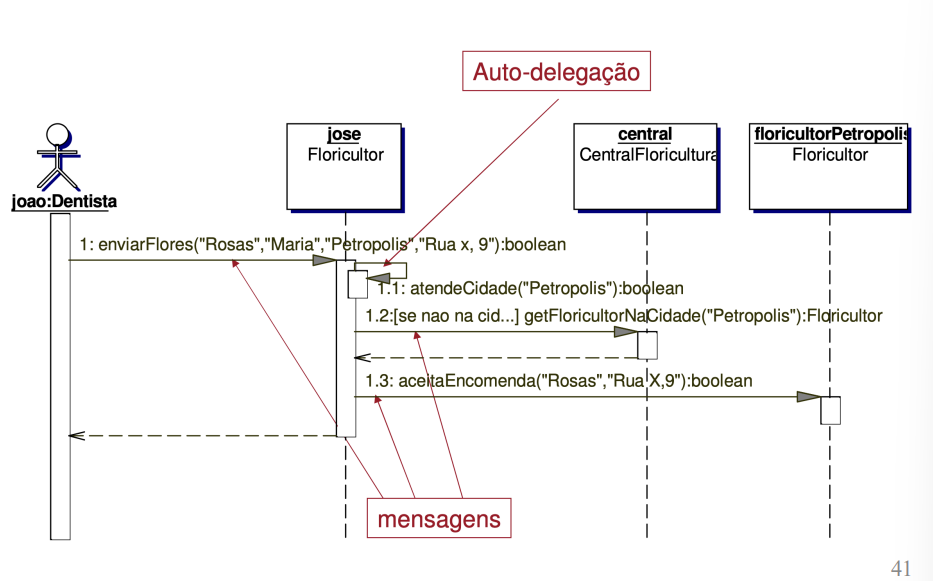 Auto-delegação
jose
Floricultor
central
CentralFloricultura
floricultorPetropolis
Floricultor
joao:Dentista
1: enviarFlores("Rosas","Maria","Petropolis","Rua x, 9"):boolean
1.1: atendeCidade("Petropolis"):boolean
1.2:[se nao na cid...] getFloricultorNaCidade("Petropolis"):Floricultor
1.3: aceitaEncomenda("Rosas","Rua X,9"):boolean
mensagens
41